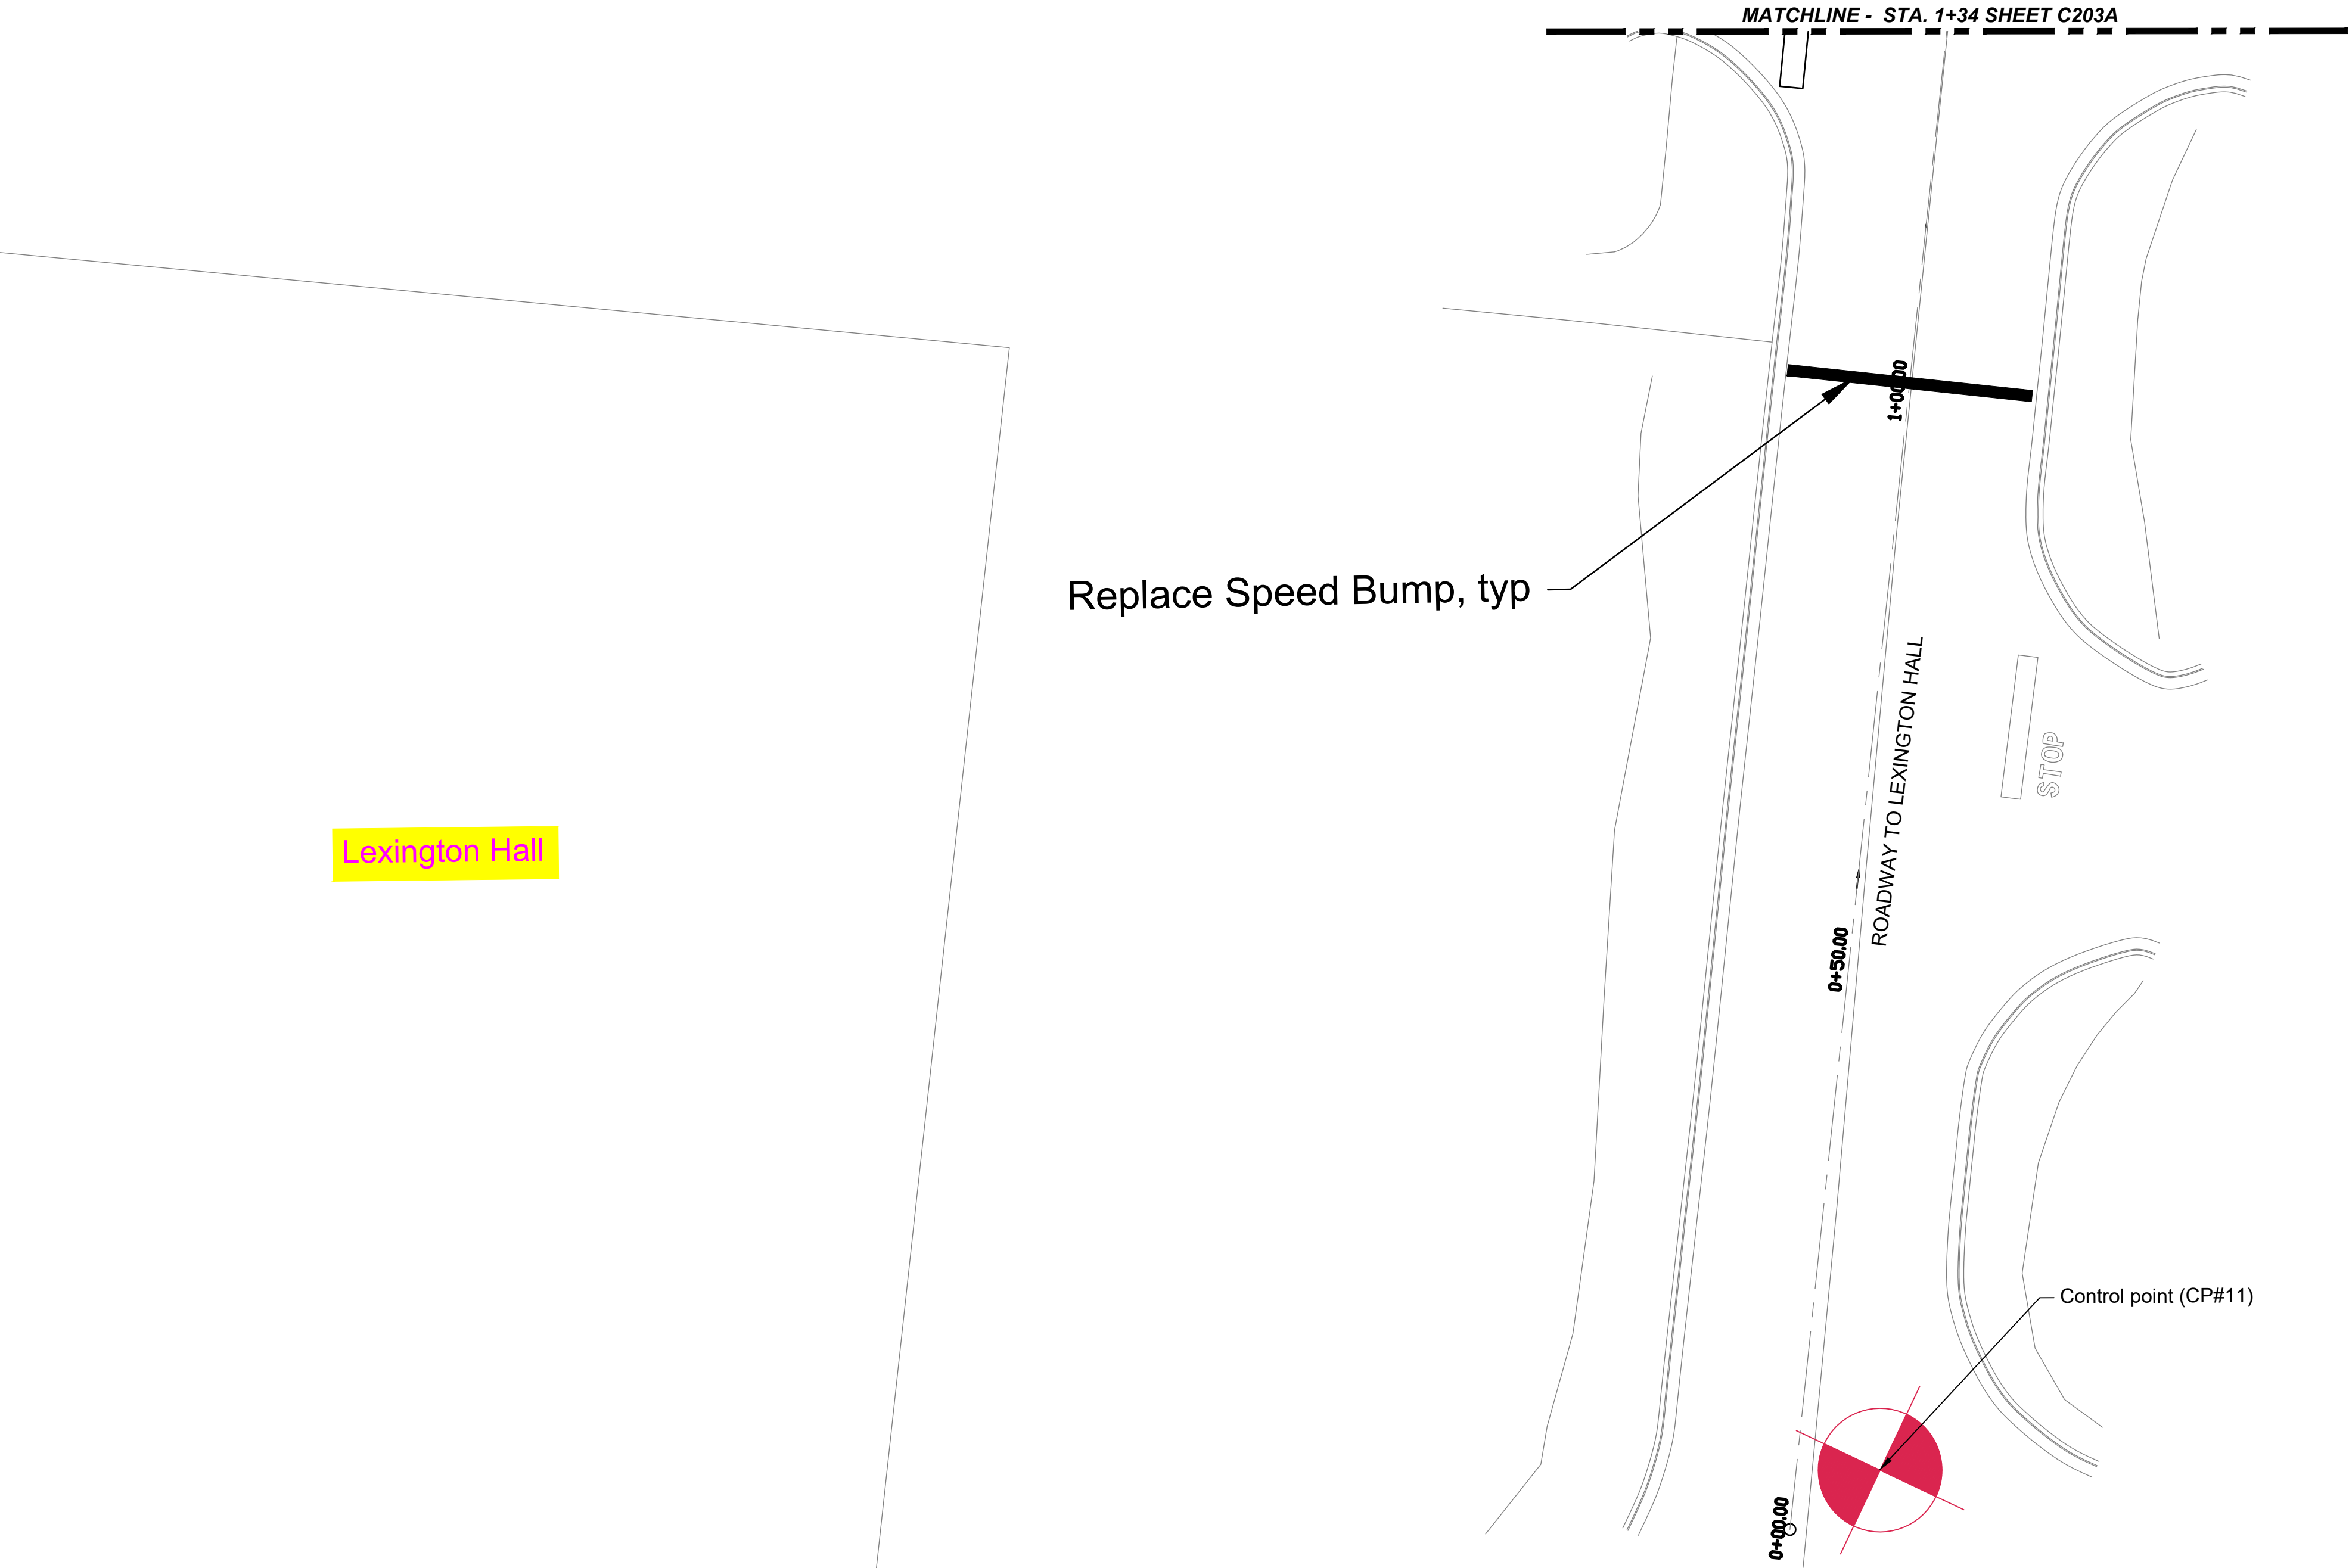 MATCHLINE - STA. 1+34 SHEET C203A
1+00.00
Replace Speed Bump, typ
ROADWAY TO LEXINGTON HALL
STOP
Lexington Hall
0+50.00
Control point (CP#11)
0+00.00